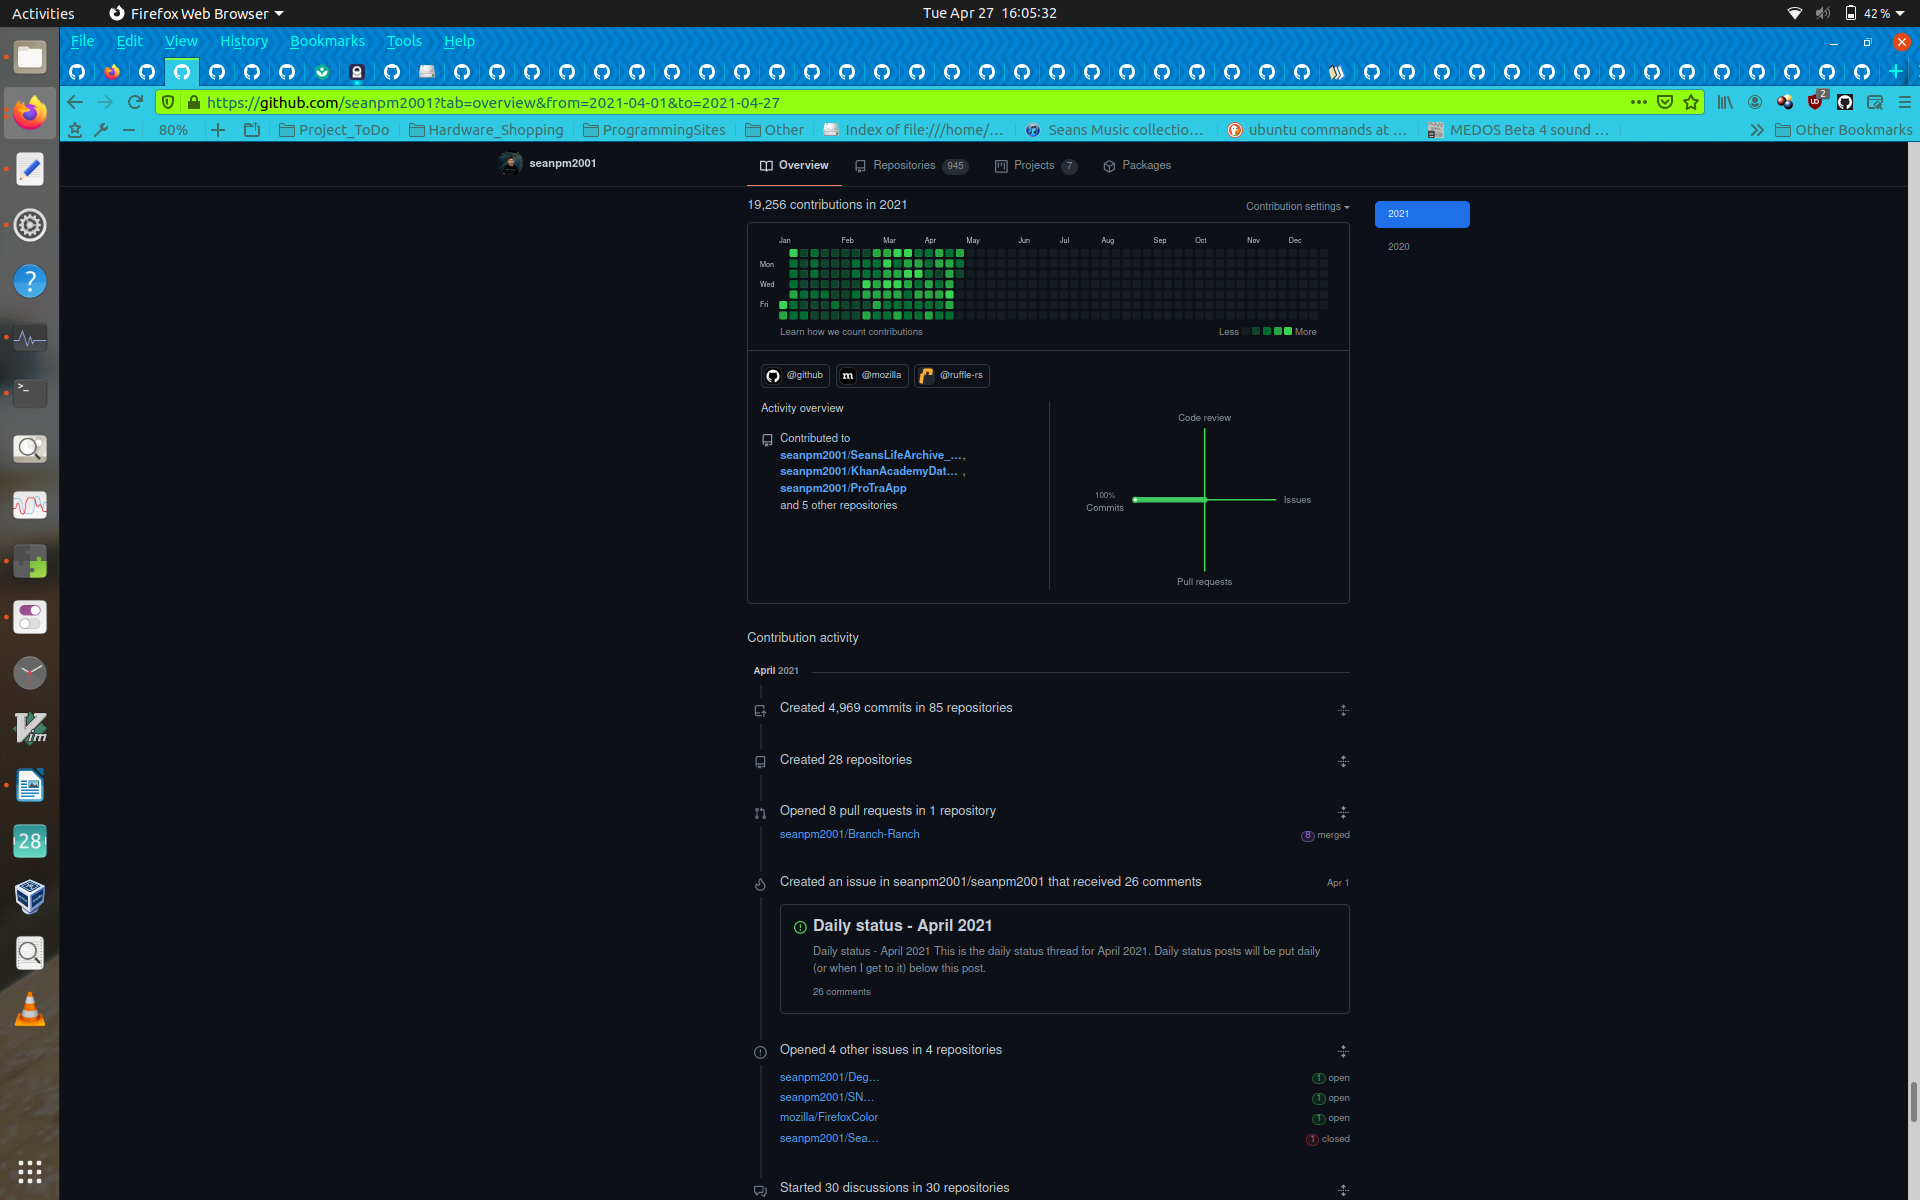 Activities
Firefox Web Browser
Tue Apr 27 16:05:32
42 %
File Edit View History Bookmarks Tools Help
https://github.com/seanpm2001?tab=overview&from=2021-04-01&to=2021-04-27
2
80%
Project_ToDo
Hardware_Shopping
ProgrammingSites
Other
Index of file:///home/...
Seans Music collectio...
ubuntu commands at ...
MEDOS Beta 4 sound ...
Other Bookmarks
seanpm2001
Overview
Repositories 945
Projects 7
Packages
19,256 contributions in 2021
Contribution settings
2021
2020
Jan Feb Mar Apr May Jun Jul Aug Sep Oct Nov Dec
Mon
Wed
Fri
Learn how we count contributions
Less
More
@github
m @mozilla
@ruffle-rs
Activity overview
Contributed to
seanpm2001/SeansLifeArchive_...,
seanpm2001/KhanAcademyDat... ,
seanpm2001/ProTraApp
and 5 other repositories
Code review
100%
Commits
Issues
Pull requests
Contribution activity
April 2021
Created 4,969 commits in 85 repositories
Created 28 repositories
Opened 8 pull requests in 1 repository
seanpm2001/Branch-Ranch
8 merged
Created an issue in seanpm2001/seanpm2001 that received 26 comments
Apr 1
Daily status - April 2021
Daily status - April 2021 This is the daily status thread for April 2021. Daily status posts will be put daily
(or when I get to it) below this post.
26 comments
Opened 4 other issues in 4 repositories
seanpm2001/Deg...
1 open
seanpm2001/SN...
1 open
mozilla/FirefoxColor
1 open
seanpm2001/Sea...
1 closed
Started 30 discussions in 30 repositories
?
>_
Vim
28